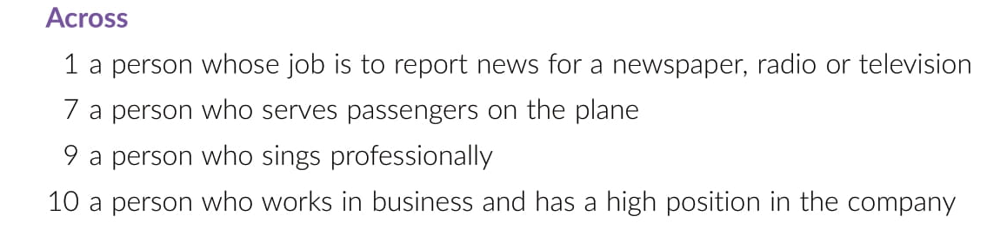 Across
1 a person whose job is to report news for a newspaper, radio or television
7 a person who serves passengers on the plane
9 a person who sings professionally
10 a person who works in business and has a high position in the company